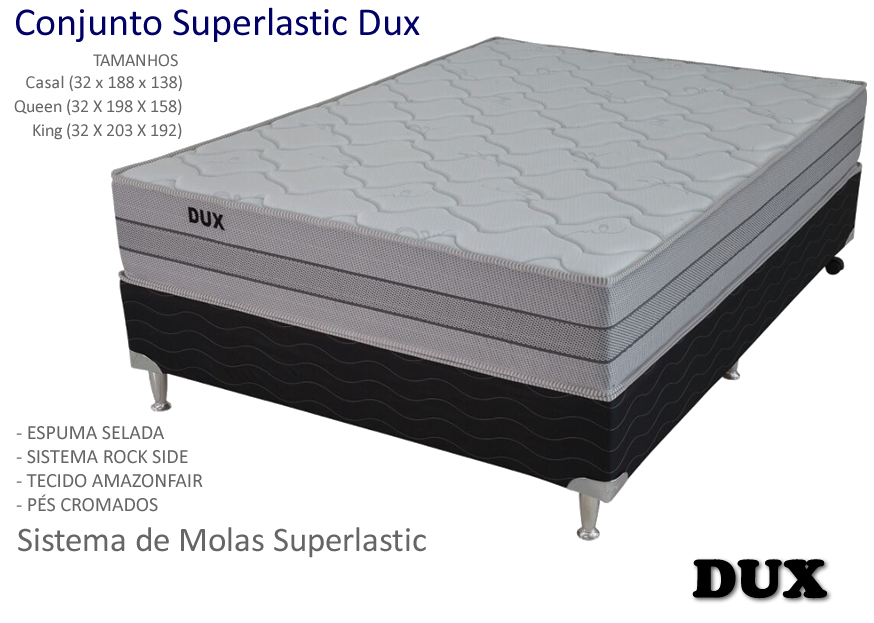 Conjunto Superlastic Dux
TAMANHOS
Casal (32 x 188 x 138)
Queen (32 X 198 X 158)
King (32 X 203 X 192)
DUX
- ESPUMA SELADA
- SISTEMA ROCK SIDE
- TECIDO AMAZONFAIR
- PÉS CROMADOS
Sistema de Molas Superlastic
DUX